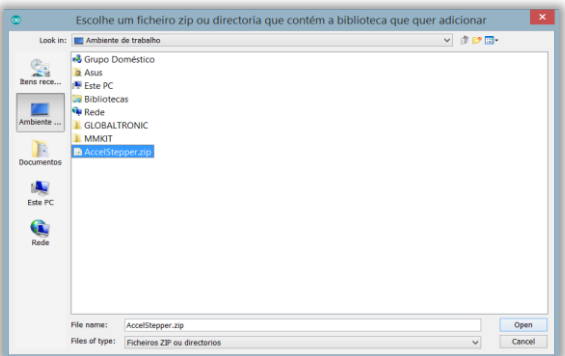 Escolhe um ficheiro zip ou directoria que contém a biblioteca que quer adicionar
Look in: Ambiente de trabalho
Itens rece...
Ambiente ...
Documentos
Este PC
Rede
Grupo Doméstico
Asus
Este PC
Bibliotecas
Rede
GLOBALTRONIC
MMKIT
AccelStepper.zip
File name: AccelStepper.zip Open
Files of type: Ficheiros ZIP ou directorios Cancel